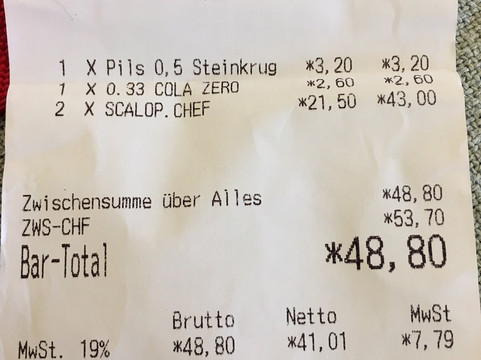 1 X Pils 0,5 Steinkrug *3,20 *3,20
1 X 0.33 COLA ZERO *2,60 *2,60
2 X SCALOP.CHEF *21,50 *43,00
Zwischensumme über Alles *48,80
ZWS-CHF *53,70
Bar-Total *48,80
Brutto Netto MwSt
MwSt. 19% *48,80 *41,01 *7,79